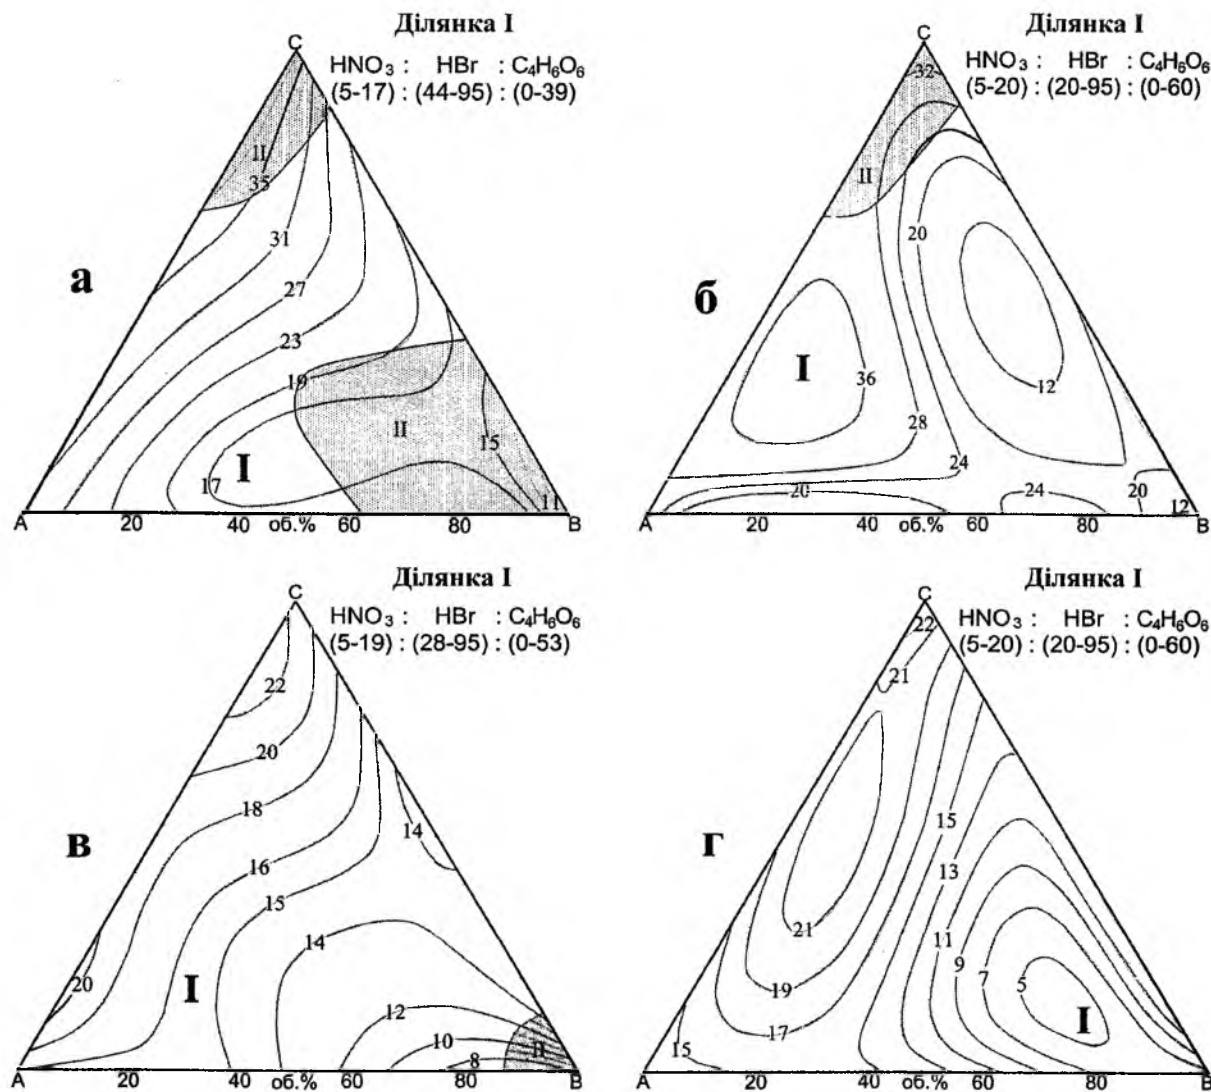 Ділянка I
C
HNO₃ : HBr : C₄H₆O₆
(5-17) : (44-95) : (0-39)
II
35
31
а
27
23
19
II
I
15
17
11
A 20 40 об.% 60 80 B
Ділянка I
C
HNO₃ : HBr : C₄H₆O₆
(5-20) : (20-95) : (0-60)
32
II
20
б
I
36
12
28
24
20
24
20
12
A 20 40 об.% 60 80 B
Ділянка I
C
HNO₃ : HBr : C₄H₆O₆
(5-19) : (28-95) : (0-53)
22
20
18
14
в
16
15
14
20
I
12
10
II
8
A 20 40 об.% 60 80 B
Ділянка I
C
HNO₃ : HBr : C₄H₆O₆
(5-20) : (20-95) : (0-60)
22
21
15
г
13
21
11
9
7
5
19
I
17
15
A 20 40 об.% 60 80 B